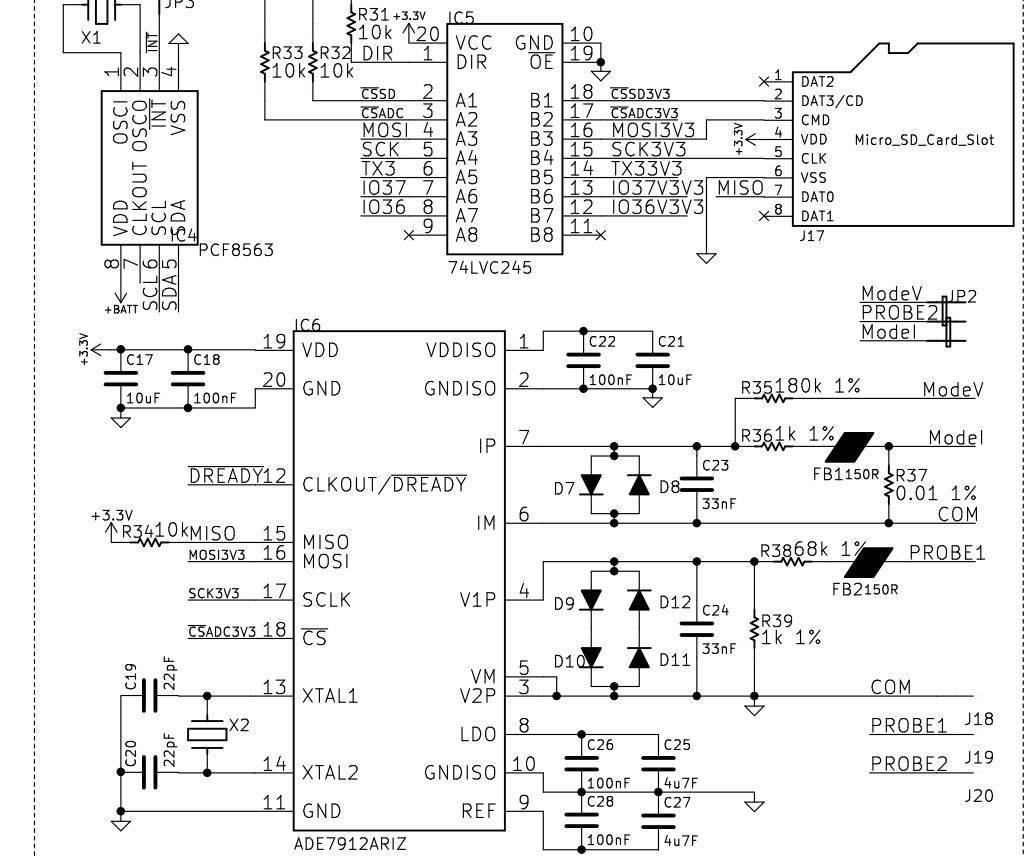 JP3
X1
INT
1 2 3 4
OSCI
OSCO
INT
VSS
VDD
CLKOUT
SCL
SDA
IC4
PCF8563
8 7 6 5
SCL
SDA
+BATT
R31
10k
+3.3V
R33
10k
R32
10k
DIR
CSSD
CSADC
MOSI
SCK
TX3
IO37
IO36
IC5
20 VCC GND 10
1 DIR OE 19
2 A1 B1 18
3 A2 B2 17
4 A3 B3 16
5 A4 B4 15
6 A5 B5 14
7 A6 B6 13
8 A7 B7 12
9 A8 B8 11
74LVC245
CSSD3V3
CSADC3V3
MOSI3V3
SCK3V3
TX33V3
IO37V3V3
IO36V3V3
+3.3V
MISO
1 DAT2
2 DAT3/CD
3 CMD
4 VDD
5 CLK
6 VSS
7 DAT0
8 DAT1
Micro_SD_Card_Slot
J17
ModeV
PROBE2
ModeI
JP2
IC6
+3.3V
C17
10uF
C18
100nF
19 VDD
20 GND
DREADY 12 CLKOUT/DREADY
+3.3V
R34 10k MISO 15 MISO
MOSI3V3 16 MOSI
SCK3V3 17 SCLK
CSADC3V3 18 CS
C19
22pF
13 XTAL1
X2
C20
22pF
14 XTAL2
11 GND
ADE7912ARIZ
VDDISO 1
GNDISO 2
IP 7
IM 6
V1P 4
VM 5
V2P 3
LDO 8
GNDISO 10
REF 9
C22
100nF
C21
10uF
R35 180k 1% ModeV
R36 1k 1% ModeI
FB1 150R
D7
D8
C23
33nF
R37
0.01 1%
COM
R38 68k 1% PROBE1
FB2 150R
D9
D12
D10
D11
C24
33nF
R39
1k 1%
COM
J18
PROBE1
J19
PROBE2
J20
C26
100nF
C25
4u7F
C28
100nF
C27
4u7F